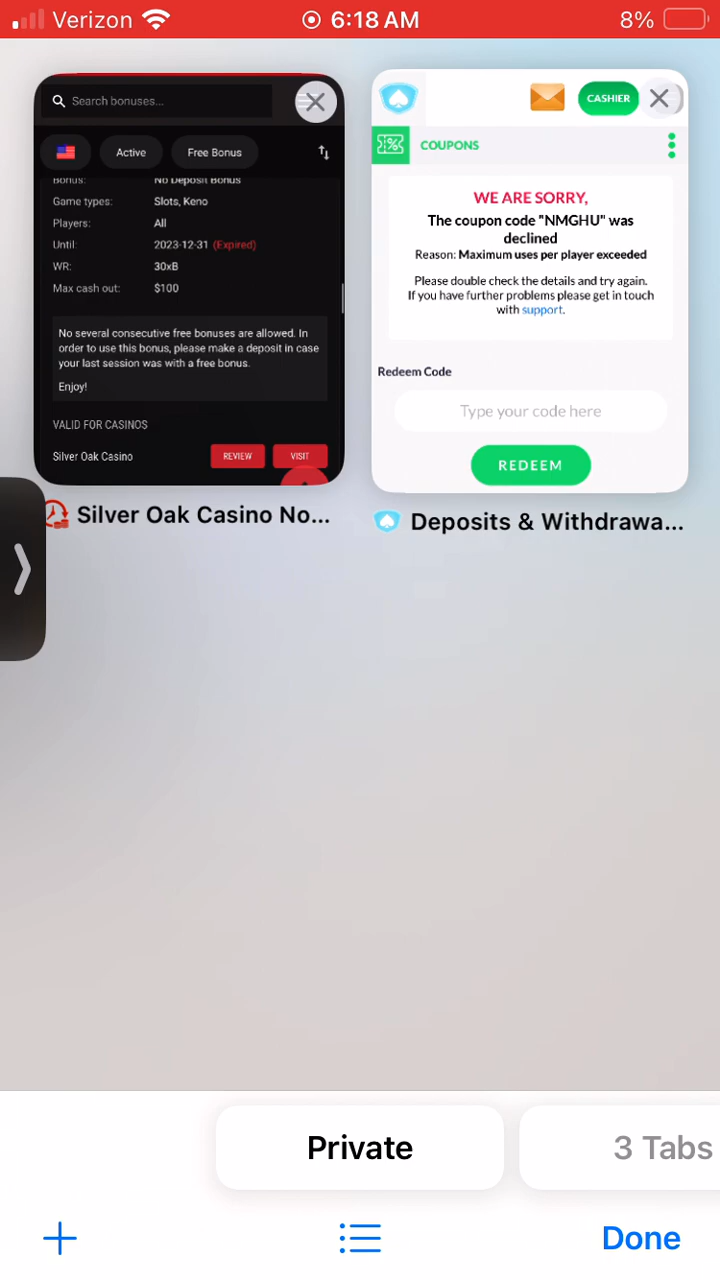 Verizon 6:18 AM 8%
Search bonuses...
Active Free Bonus
Bonus: No Deposit Bonus
Game types: Slots, Keno
Players: All
Until: 2023-12-31 (Expired)
WR: 30xB
Max cash out: $100
No several consecutive free bonuses are allowed. In
order to use this bonus, please make a deposit in case
your last session was with a free bonus.
Enjoy!
VALID FOR CASINOS
Silver Oak Casino REVIEW VISIT
Silver Oak Casino No...
CASHIER
COUPONS
WE ARE SORRY,
The coupon code "NMGHU" was
declined
Reason: Maximum uses per player exceeded
Please double check the details and try again.
If you have further problems please get in touch
with support.
Redeem Code
Type your code here
REDEEM
Deposits & Withdrawa...
Private 3 Tabs
Done